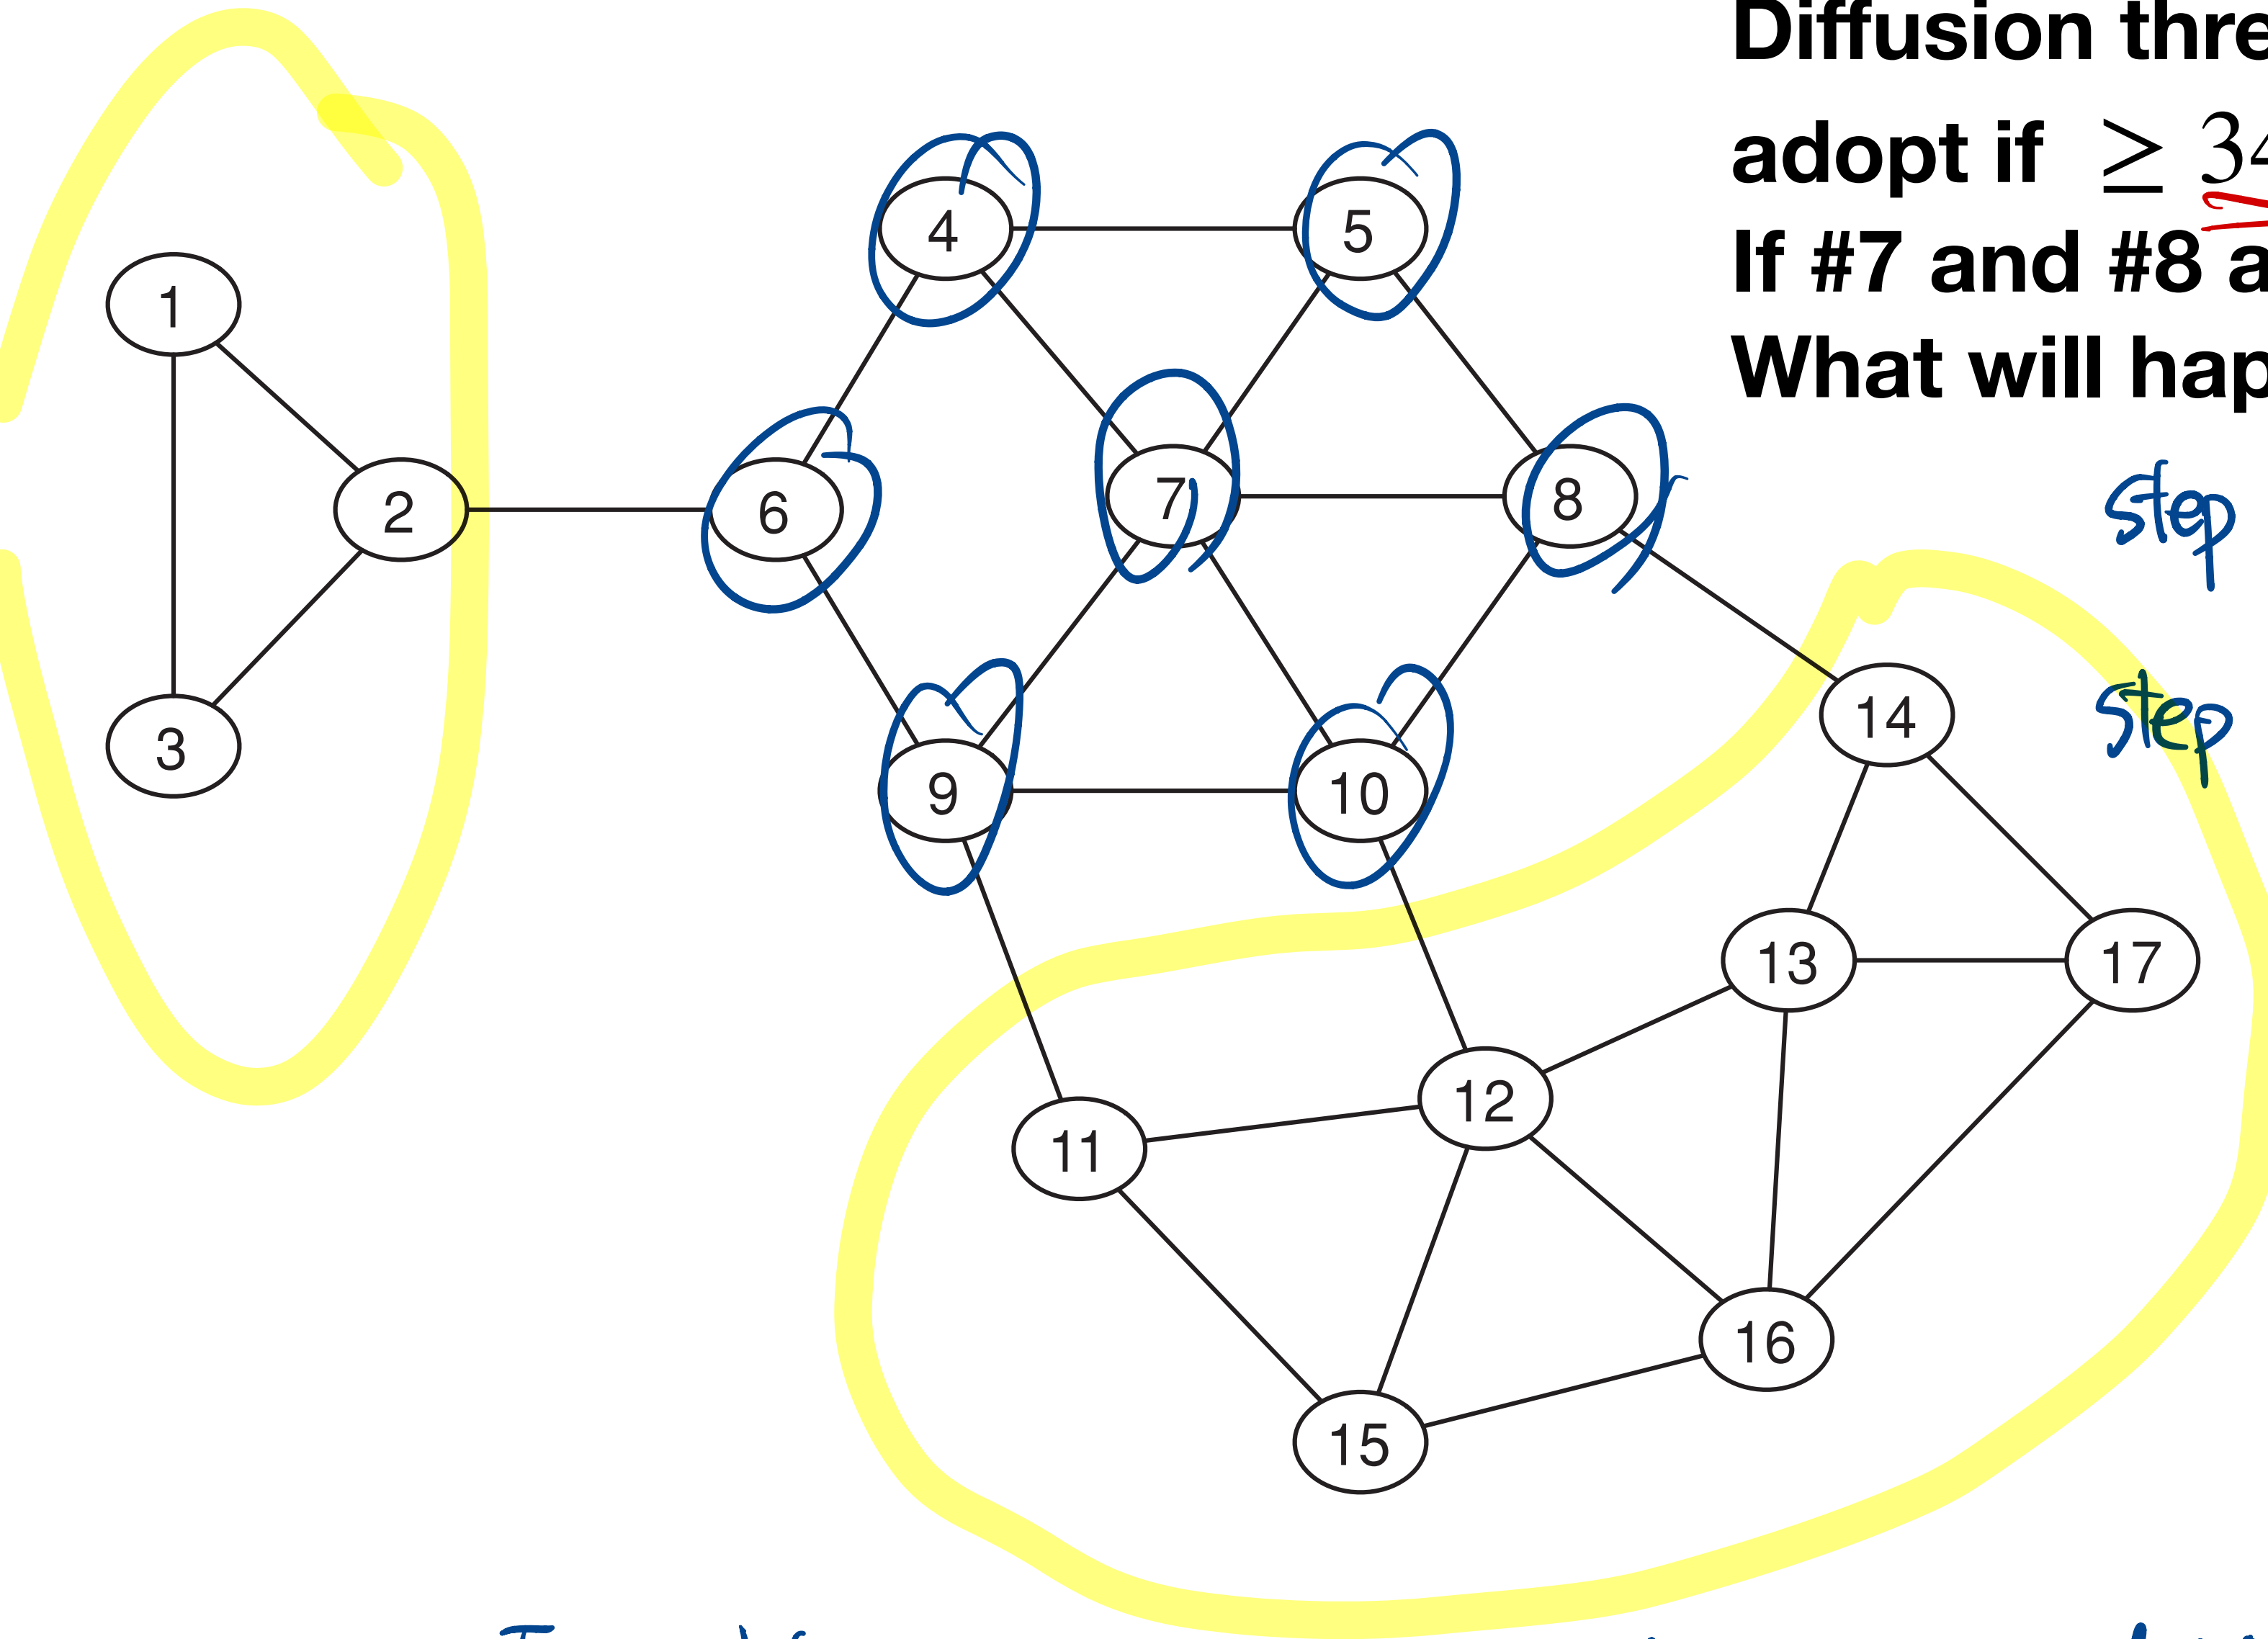 Diffusion thre
adopt if ≥ 34
If #7 and #8 a
What will hap
4
5
1
7
8
2
6
step
14
step
3
9
10
13
17
12
11
16
15